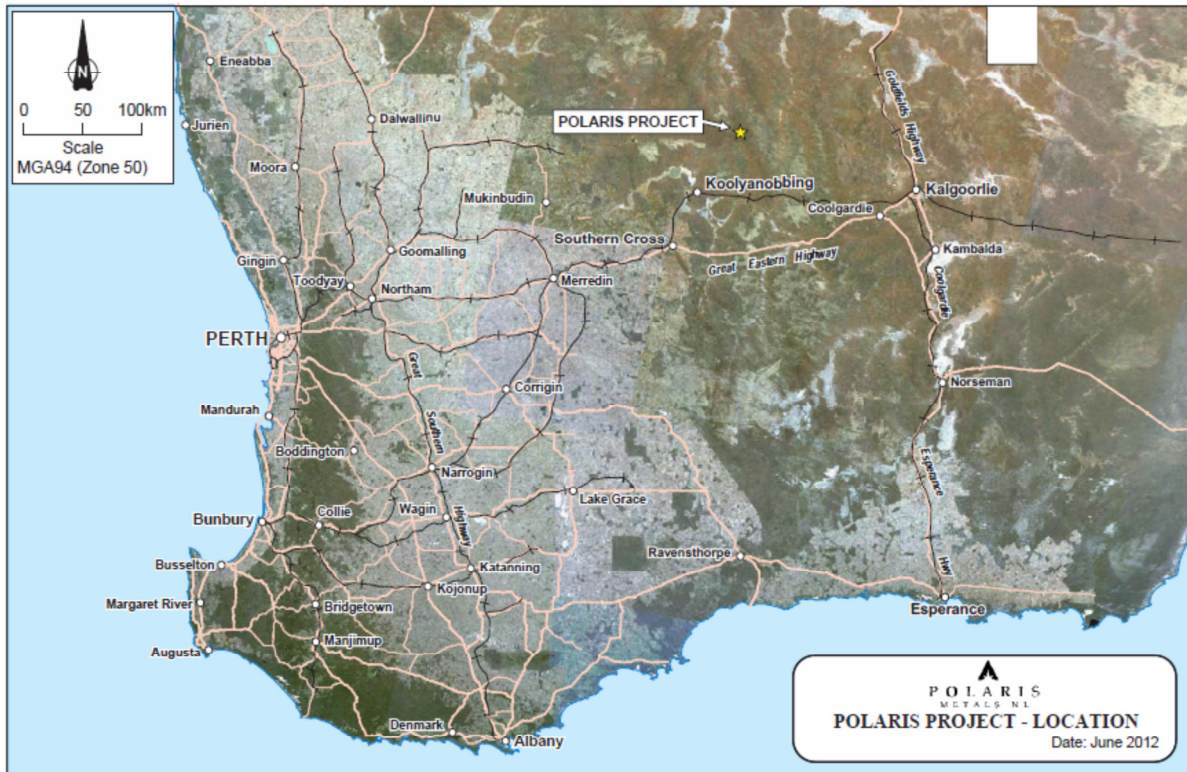 N
0 50 100km
Scale
MGA94 (Zone 50)
Eneabba
Jurien
Dalwallinu
POLARIS PROJECT
Goldfields Highway
Moora
Mukinbudin
Koolyanobbing
Kalgoorlie
Coolgardie
Southern Cross
Great Eastern Highway
Kambalda
Goomalling
Gingin
Toodyay
Northam
Merredin
Coolgardie
PERTH
Great
Corrigin
Norseman
Mandurah
Southern
Boddington
Narrogin
Esperance
Lake Grace
Wagin
Highway
Bunbury
Collie
Ravensthorpe
Busselton
Katanning
Hwy
Kojonup
Margaret River
Bridgetown
Esperance
Manjimup
Augusta
Denmark
Albany
POLARIS
METALS NL
POLARIS PROJECT - LOCATION
Date: June 2012